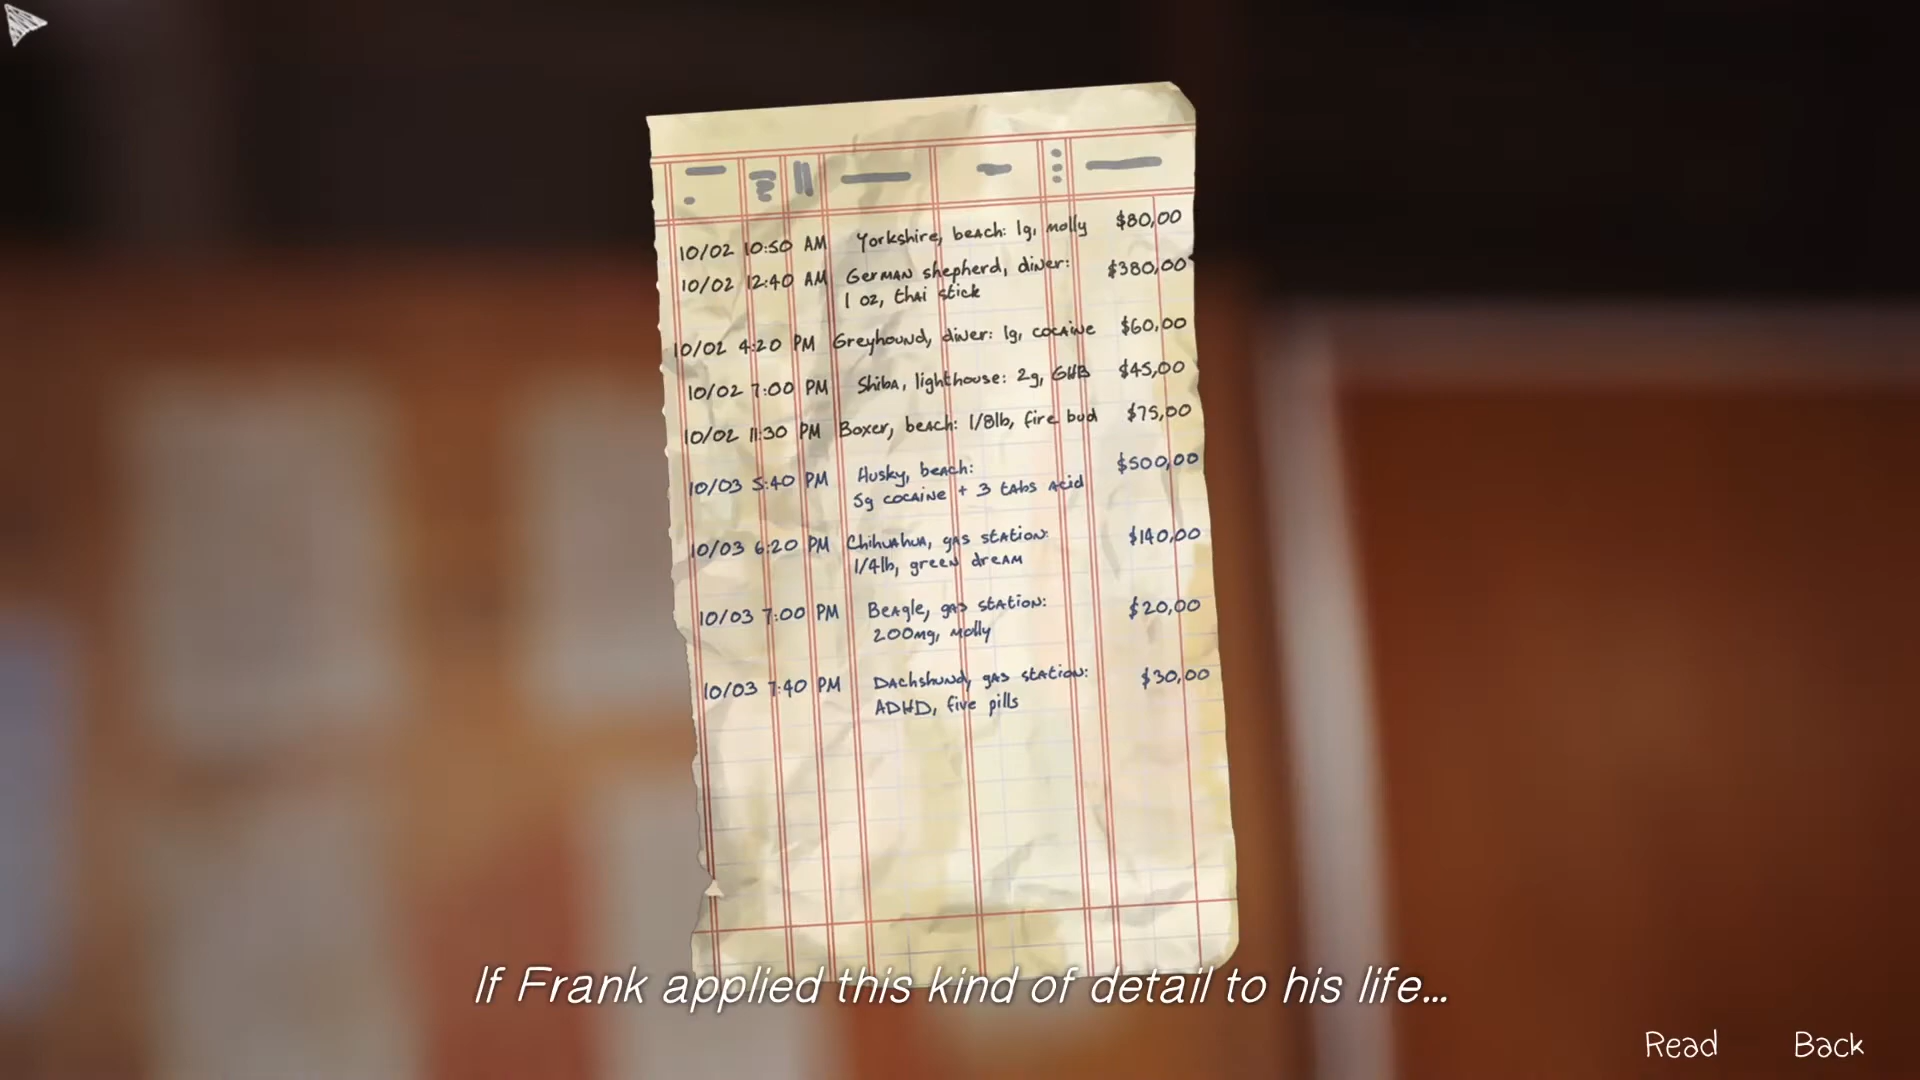 10/02 10:50 AM Yorkshire, beach: 1g, molly $80,00
10/02 12:40 AM German shepherd, diner: $380,00
1 oz, thai stick
10/02 4:20 PM Greyhound, diner: 1g, cocaine $60,00
10/02 7:00 PM Shiba, lighthouse: 2g, GHB $45,00
10/02 11:30 PM Boxer, beach: 1/8lb, fire bud $75,00
10/03 5:40 PM Husky, beach: $500,00
5g cocaine + 3 tabs acid
10/03 6:20 PM Chihuahua, gas station: $140,00
1/4lb, green dream
10/03 7:00 PM Beagle, gas station: $20,00
200mg, molly
10/03 7:40 PM Dachshund, gas station: $30,00
ADHD, five pills
If Frank applied this kind of detail to his life...
Read Back